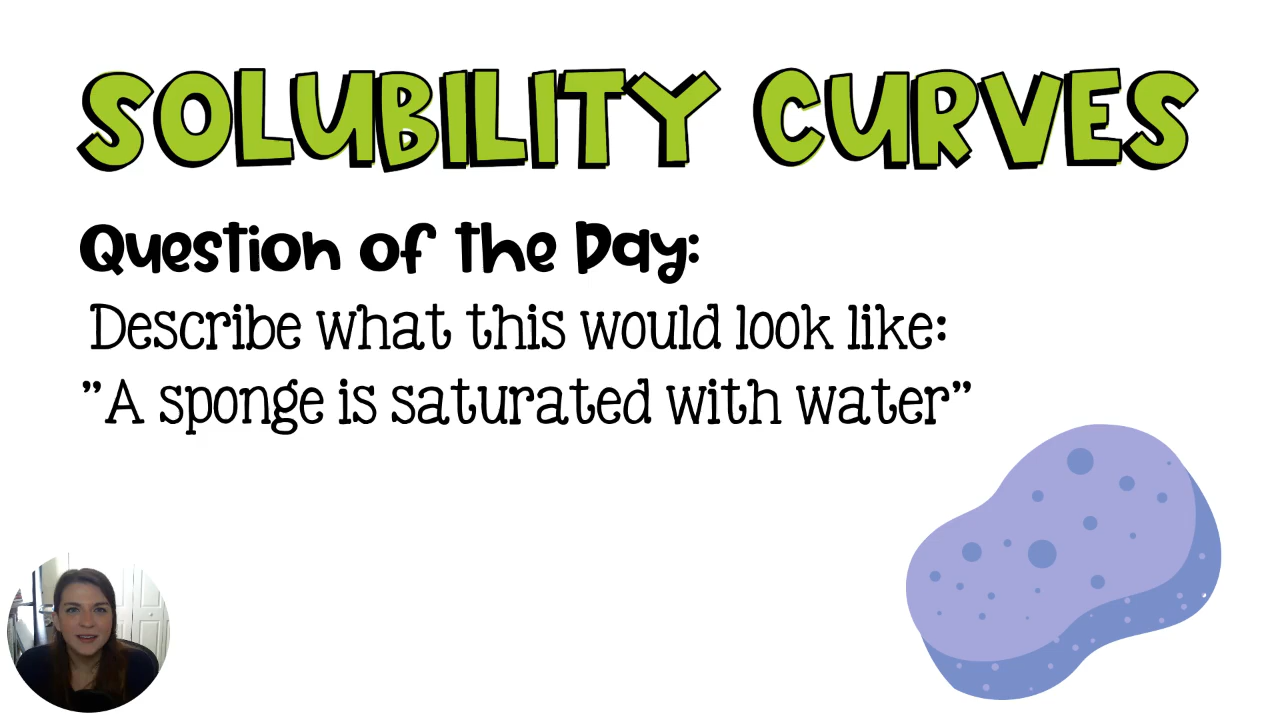 SOLUBILITY CURVES
Question of the Day:
Describe what this would look like:
”A sponge is saturated with water”